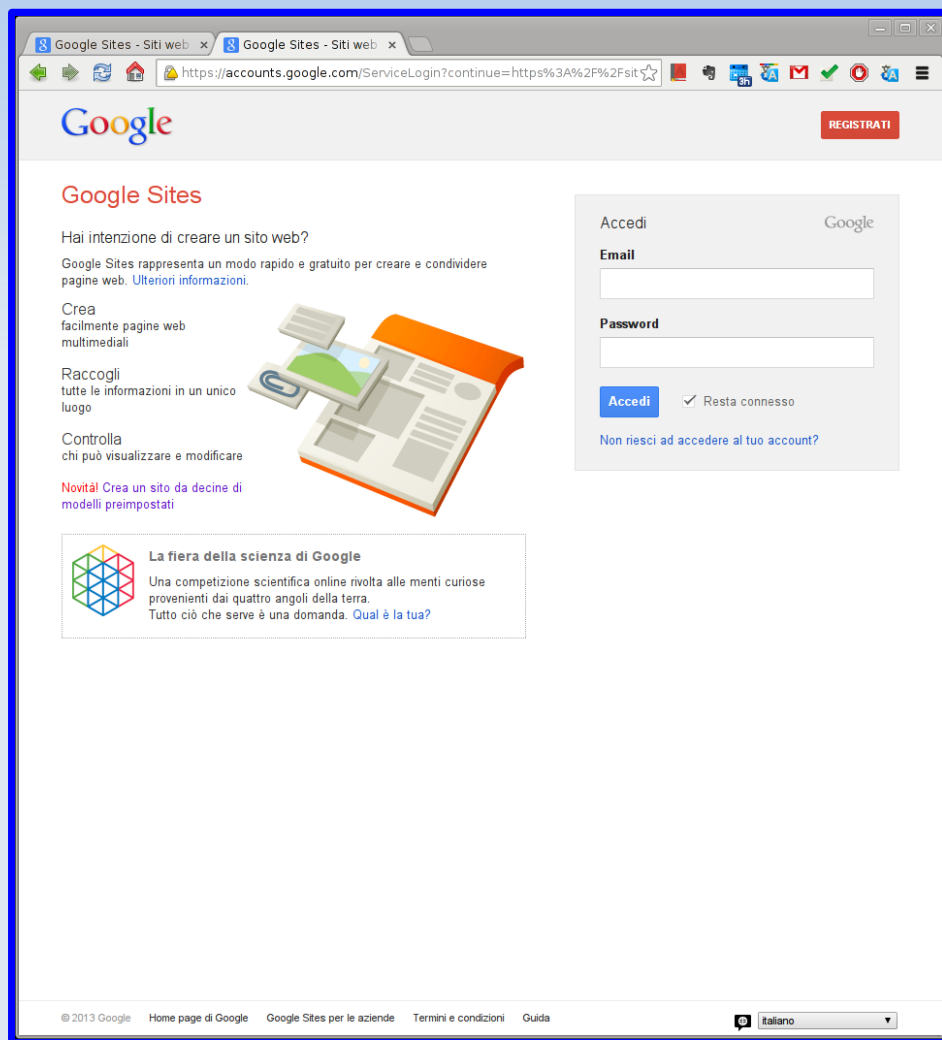 Google Sites - Siti web
Google Sites - Siti web
https://accounts.google.com/ServiceLogin?continue=https%3A%2F%2Fsit
3h
Google
REGISTRATI
Google Sites
Hai intenzione di creare un sito web?
Google Sites rappresenta un modo rapido e gratuito per creare e condividere
pagine web. Ulteriori informazioni.
Crea
facilmente pagine web
multimediali
Raccogli
tutte le informazioni in un unico
luogo
Controlla
chi può visualizzare e modificare
Novità! Crea un sito da decine di
modelli preimpostati
La fiera della scienza di Google
Una competizione scientifica online rivolta alle menti curiose
provenienti dai quattro angoli della terra.
Tutto ciò che serve è una domanda. Qual è la tua?
Accedi Google
Email
Password
Accedi Resta connesso
Non riesci ad accedere al tuo account?
© 2013 Google Home page di Google Google Sites per le aziende Termini e condizioni Guida italiano